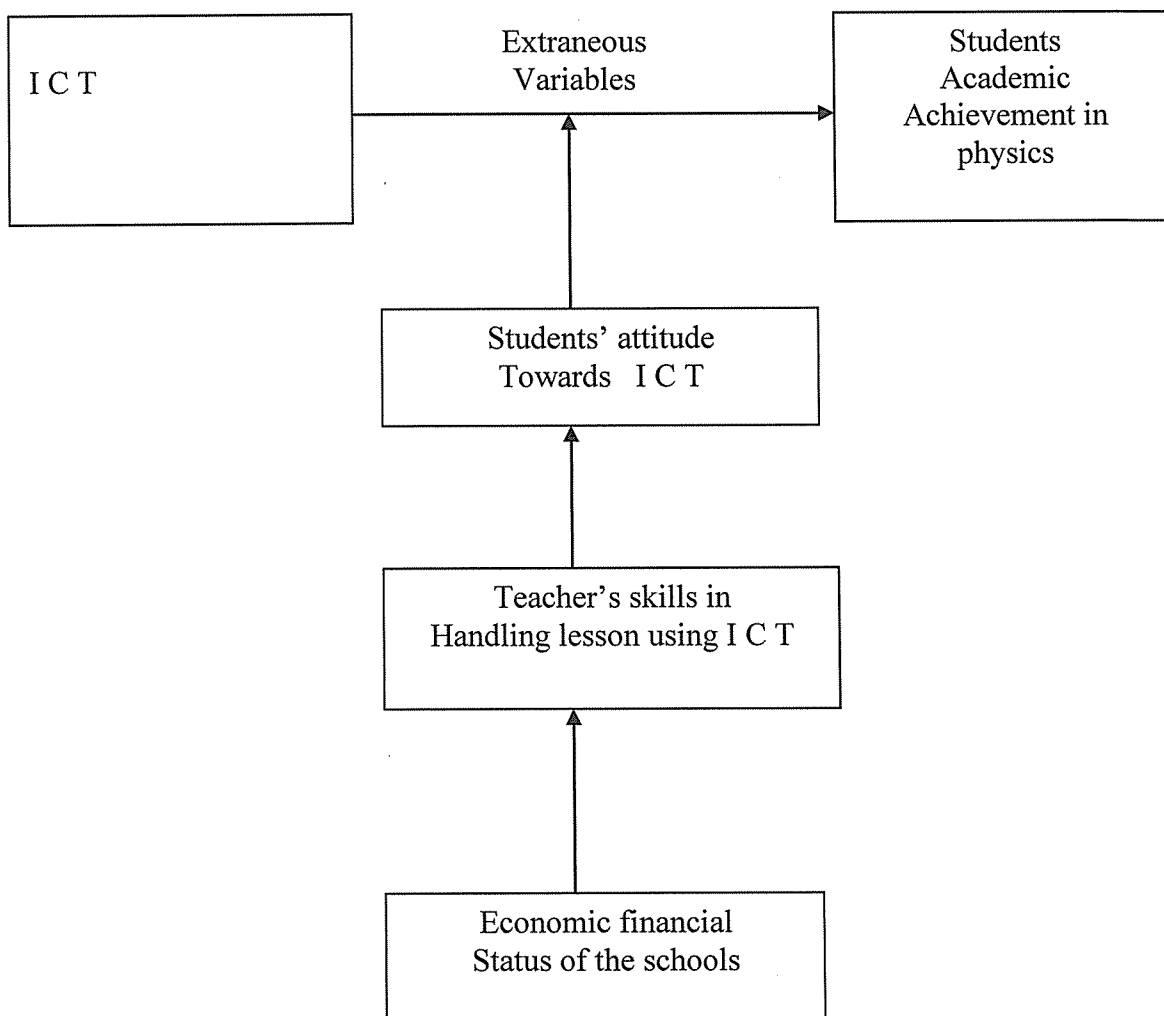 I C T
Extraneous
Variables
Students
Academic
Achievement in
physics
Students’ attitude
Towards I C T
Teacher’s skills in
Handling lesson using I C T
Economic financial
Status of the schools